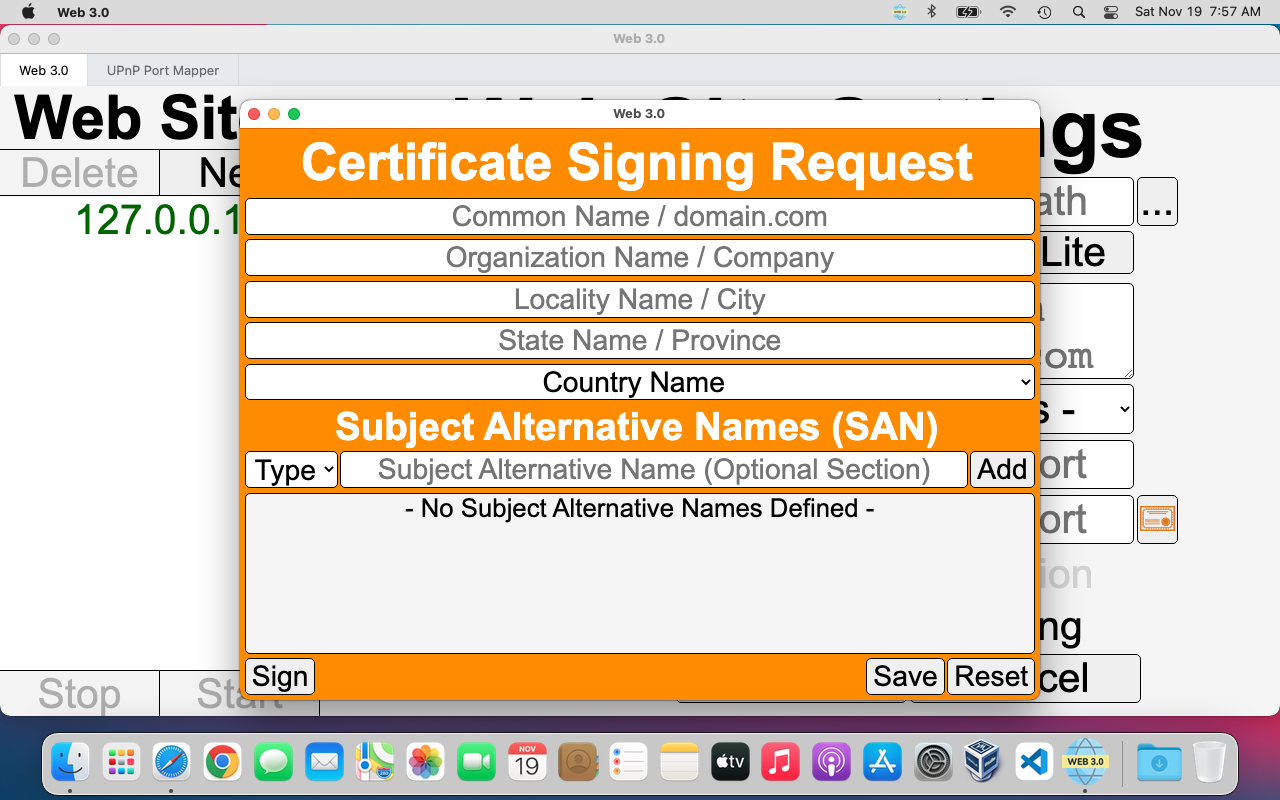 Web 3.0
Sat Nov 19 7:57 AM
Web 3.0
Web 3.0
UPnP Port Mapper
Web Sit
ngs
Delete
Ne
127.0.0.1
ath
...
Lite
com
s -
ort
ort
ion
ng
cel
Stop
Start
Web 3.0
Certificate Signing Request
Common Name / domain.com
Organization Name / Company
Locality Name / City
State Name / Province
Country Name
Subject Alternative Names (SAN)
Type
Subject Alternative Name (Optional Section)
Add
- No Subject Alternative Names Defined -
Sign
Save
Reset
NOV
19
tv
WEB 3.0